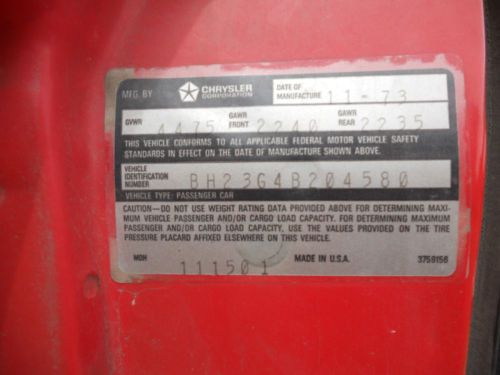 MFG. BY CHRYSLER CORPORATION DATE OF MANUFACTURE 11-73
GVWR 4475 GAWR FRONT 2240 GAWR REAR 2235
THIS VEHICLE CONFORMS TO ALL APPLICABLE FEDERAL MOTOR VEHICLE SAFETY
STANDARDS IN EFFECT ON THE DATE OF MANUFACTURE SHOWN ABOVE.
VEHICLE IDENTIFICATION NUMBER BH23G4B204580
VEHICLE TYPE: PASSENGER CAR
CAUTION—DO NOT USE WEIGHT RATING DATA PROVIDED ABOVE FOR DETERMINING MAXI-
MUM VEHICLE PASSENGER AND/OR CARGO LOAD CAPACITY. FOR DETERMINING MAXIMUM
PASSENGER AND/OR CARGO LOAD CAPACITY, USE THE VALUES PROVIDED ON THE TIRE
PRESSURE PLACARD AFFIXED ELSEWHERE ON THIS VEHICLE.
MDH 111501 MADE IN U.S.A. 3759156